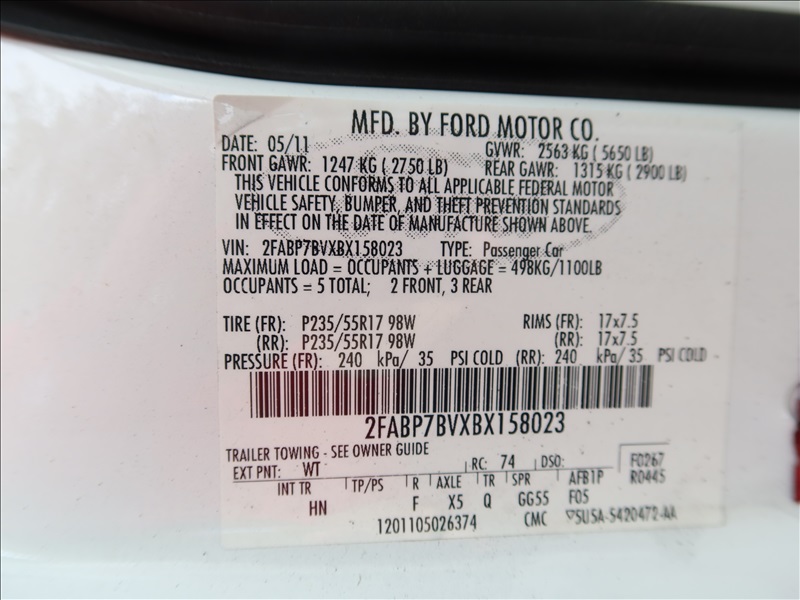 MFD. BY FORD MOTOR CO.
DATE: 05/11 GVWR: 2563 KG ( 5650 LB)
FRONT GAWR: 1247 KG ( 2750 LB) REAR GAWR: 1315 KG ( 2900 LB)
THIS VEHICLE CONFORMS TO ALL APPLICABLE FEDERAL MOTOR
VEHICLE SAFETY, BUMPER, AND THEFT PREVENTION STANDARDS
IN EFFECT ON THE DATE OF MANUFACTURE SHOWN ABOVE.
VIN: 2FABP7BVXBX158023 TYPE: Passenger Car
MAXIMUM LOAD = OCCUPANTS + LUGGAGE = 498KG/1100LB
OCCUPANTS = 5 TOTAL; 2 FRONT, 3 REAR
TIRE (FR): P235/55R17 98W RIMS (FR): 17x7.5
(RR): P235/55R17 98W (RR): 17x7.5
PRESSURE (FR): 240 kPa/ 35 PSI COLD (RR): 240 kPa/ 35 PSI COLD
2FABP7BVXBX158023
TRAILER TOWING - SEE OWNER GUIDE
EXT PNT: WT RC: 74 DSO: F0267
INT TR TP/PS R AXLE TR SPR AFB1P R0445
HN F X5 Q GG55 F05
1201105026374 CMC 5U5A-5420472-AA